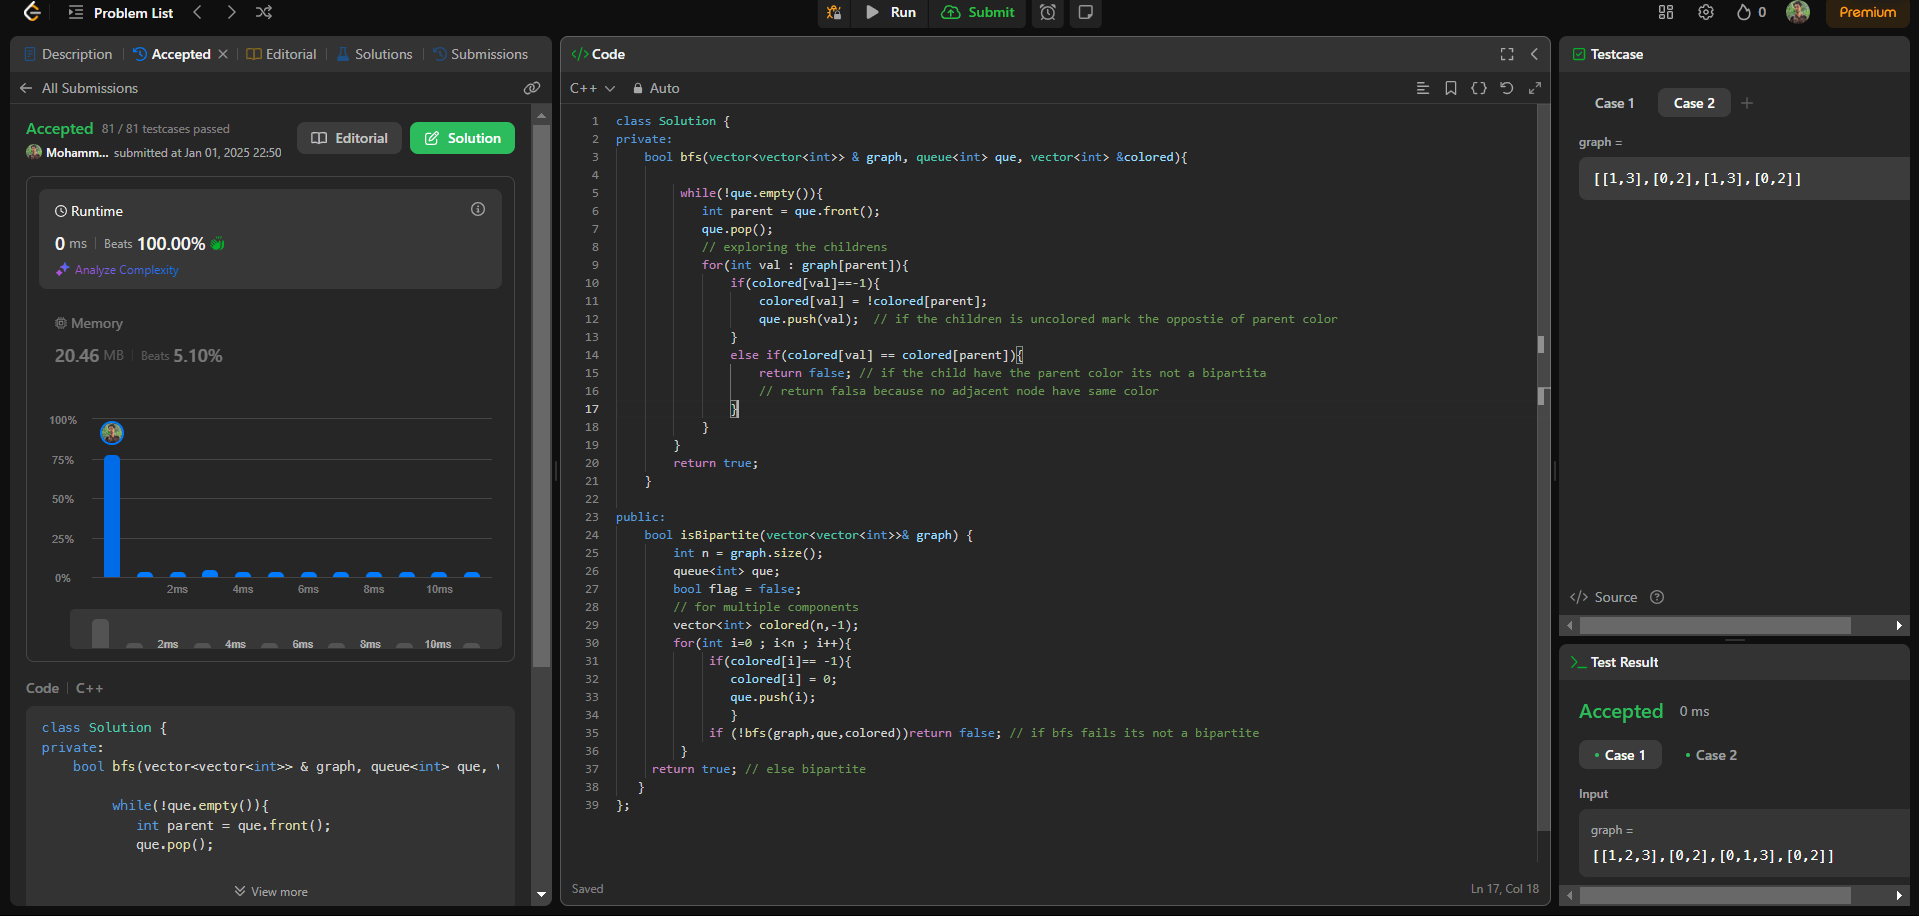 Problem List
Run
Submit
0
Premium
Description
Accepted
Editorial
Solutions
Submissions
All Submissions
Accepted 81 / 81 testcases passed
Mohamm... submitted at Jan 01, 2025 22:50
Editorial
Solution
Runtime
0 ms | Beats 100.00%
Analyze Complexity
Memory
20.46 MB | Beats 5.10%
100%
75%
50%
25%
0%
2ms 4ms 6ms 8ms 10ms
2ms 4ms 6ms 8ms 10ms
Code | C++
class Solution {
private:
bool bfs(vector<vector<int>> & graph, queue<int> que, v
while(!que.empty()){
int parent = que.front();
que.pop();
View more
</> Code
C++ Auto
1 class Solution {
2 private:
3 bool bfs(vector<vector<int>> & graph, queue<int> que, vector<int> &colored){
4
5 while(!que.empty()){
6 int parent = que.front();
7 que.pop();
8 // exploring the childrens
9 for(int val : graph[parent]){
10 if(colored[val]==-1){
11 colored[val] = !colored[parent];
12 que.push(val);  // if the children is uncolored mark the oppostie of parent color
13 }
14 else if(colored[val] == colored[parent]){
15 return false; // if the child have the parent color its not a bipartita
16 // return falsa because no adjacent node have same color
17 }
18 }
19 }
20 return true;
21 }
22
23 public:
24 bool isBipartite(vector<vector<int>>& graph) {
25 int n = graph.size();
26 queue<int> que;
27 bool flag = false;
28 // for multiple components
29 vector<int> colored(n,-1);
30 for(int i=0 ; i<n ; i++){
31 if(colored[i]== -1){
32 colored[i] = 0;
33 que.push(i);
34 }
35 if (!bfs(graph,que,colored))return false; // if bfs fails its not a bipartite
36 }
37 return true; // else bipartite
38 }
39 };
Saved
Ln 17, Col 18
Testcase
Case 1
Case 2
+
graph =
[[1,3],[0,2],[1,3],[0,2]]
</> Source
Test Result
Accepted 0 ms
• Case 1
• Case 2
Input
graph =
[[1,2,3],[0,2],[0,1,3],[0,2]]